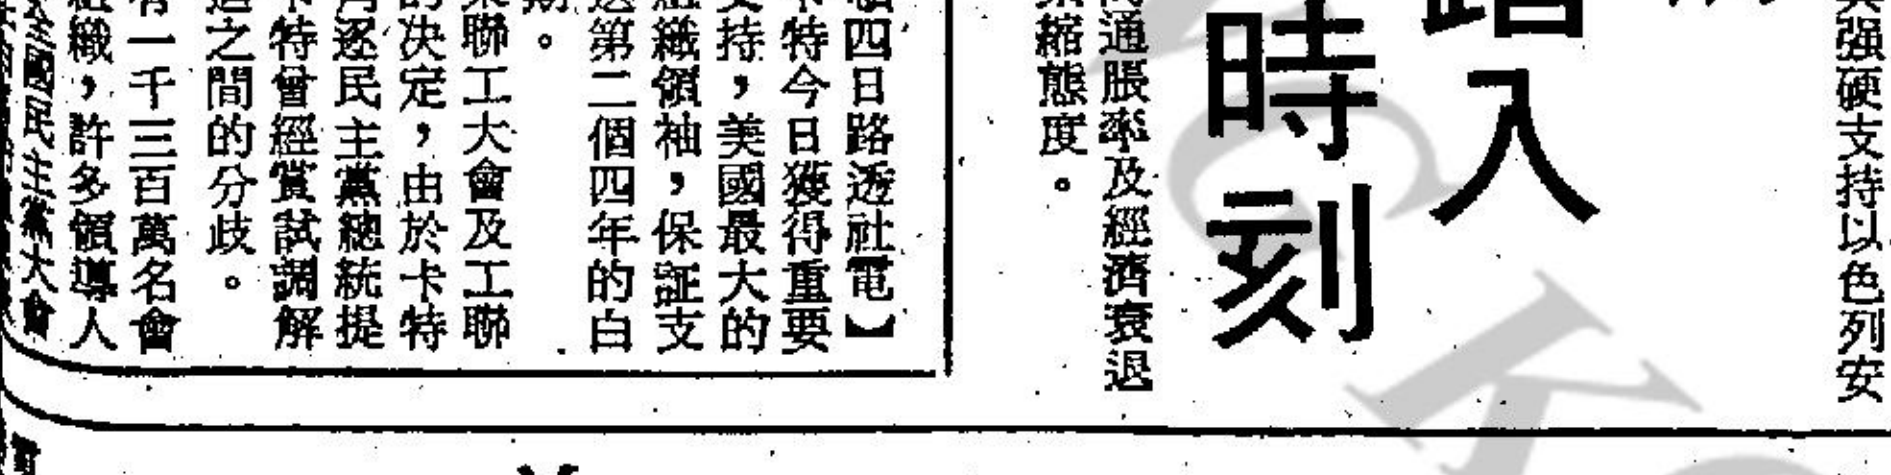 强硬支持以色列安
踏入
時刻
通脹率及經濟衰退
縮態度。
四日路透社電】
卡特今日獲得重要
支持，美國最大的
組織領袖，保証支
選第二個四年的白
期。
聯工大會及工聯
的決定，由於卡特
逐民主黨總統提
卡特曾經嘗試調解
之間的分歧。
有一千三百萬名會
組織，許多領導人
全國民主黨大會